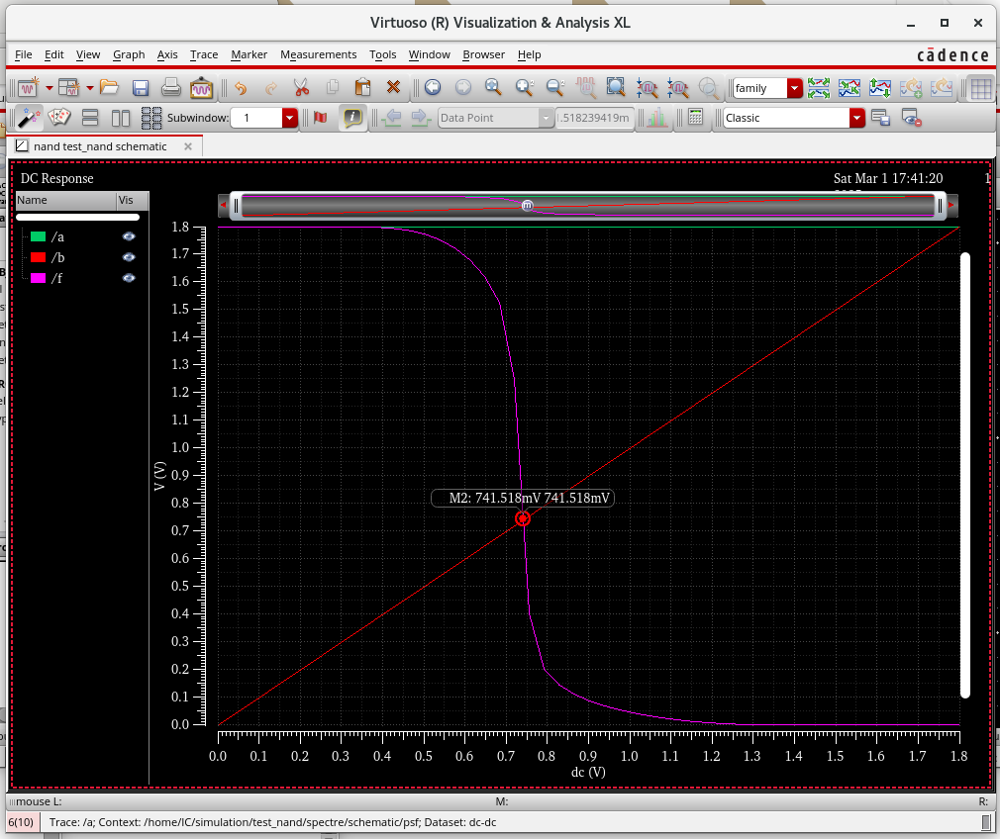 Virtuoso (R) Visualization & Analysis XL
File Edit View Graph Axis Trace Marker Measurements Tools Window Browser Help
cādence
family
Subwindow: 1
Data Point
.518239419m
Classic
nand test_nand schematic
DC Response
Sat Mar 1 17:41:20
1
Name Vis
/a
/b
/f
1.8
1.7
1.6
1.5
1.4
1.3
1.2
1.1
1.0
0.9
0.8
0.7
0.6
0.5
0.4
0.3
0.2
0.1
0.0
V (V)
M2: 741.518mV 741.518mV
0.0 0.1 0.2 0.3 0.4 0.5 0.6 0.7 0.8 0.9 1.0 1.1 1.2 1.3 1.4 1.5 1.6 1.7 1.8
dc (V)
mouse L: M: R:
6(10) Trace: /a; Context: /home/IC/simulation/test_nand/spectre/schematic/psf; Dataset: dc-dc